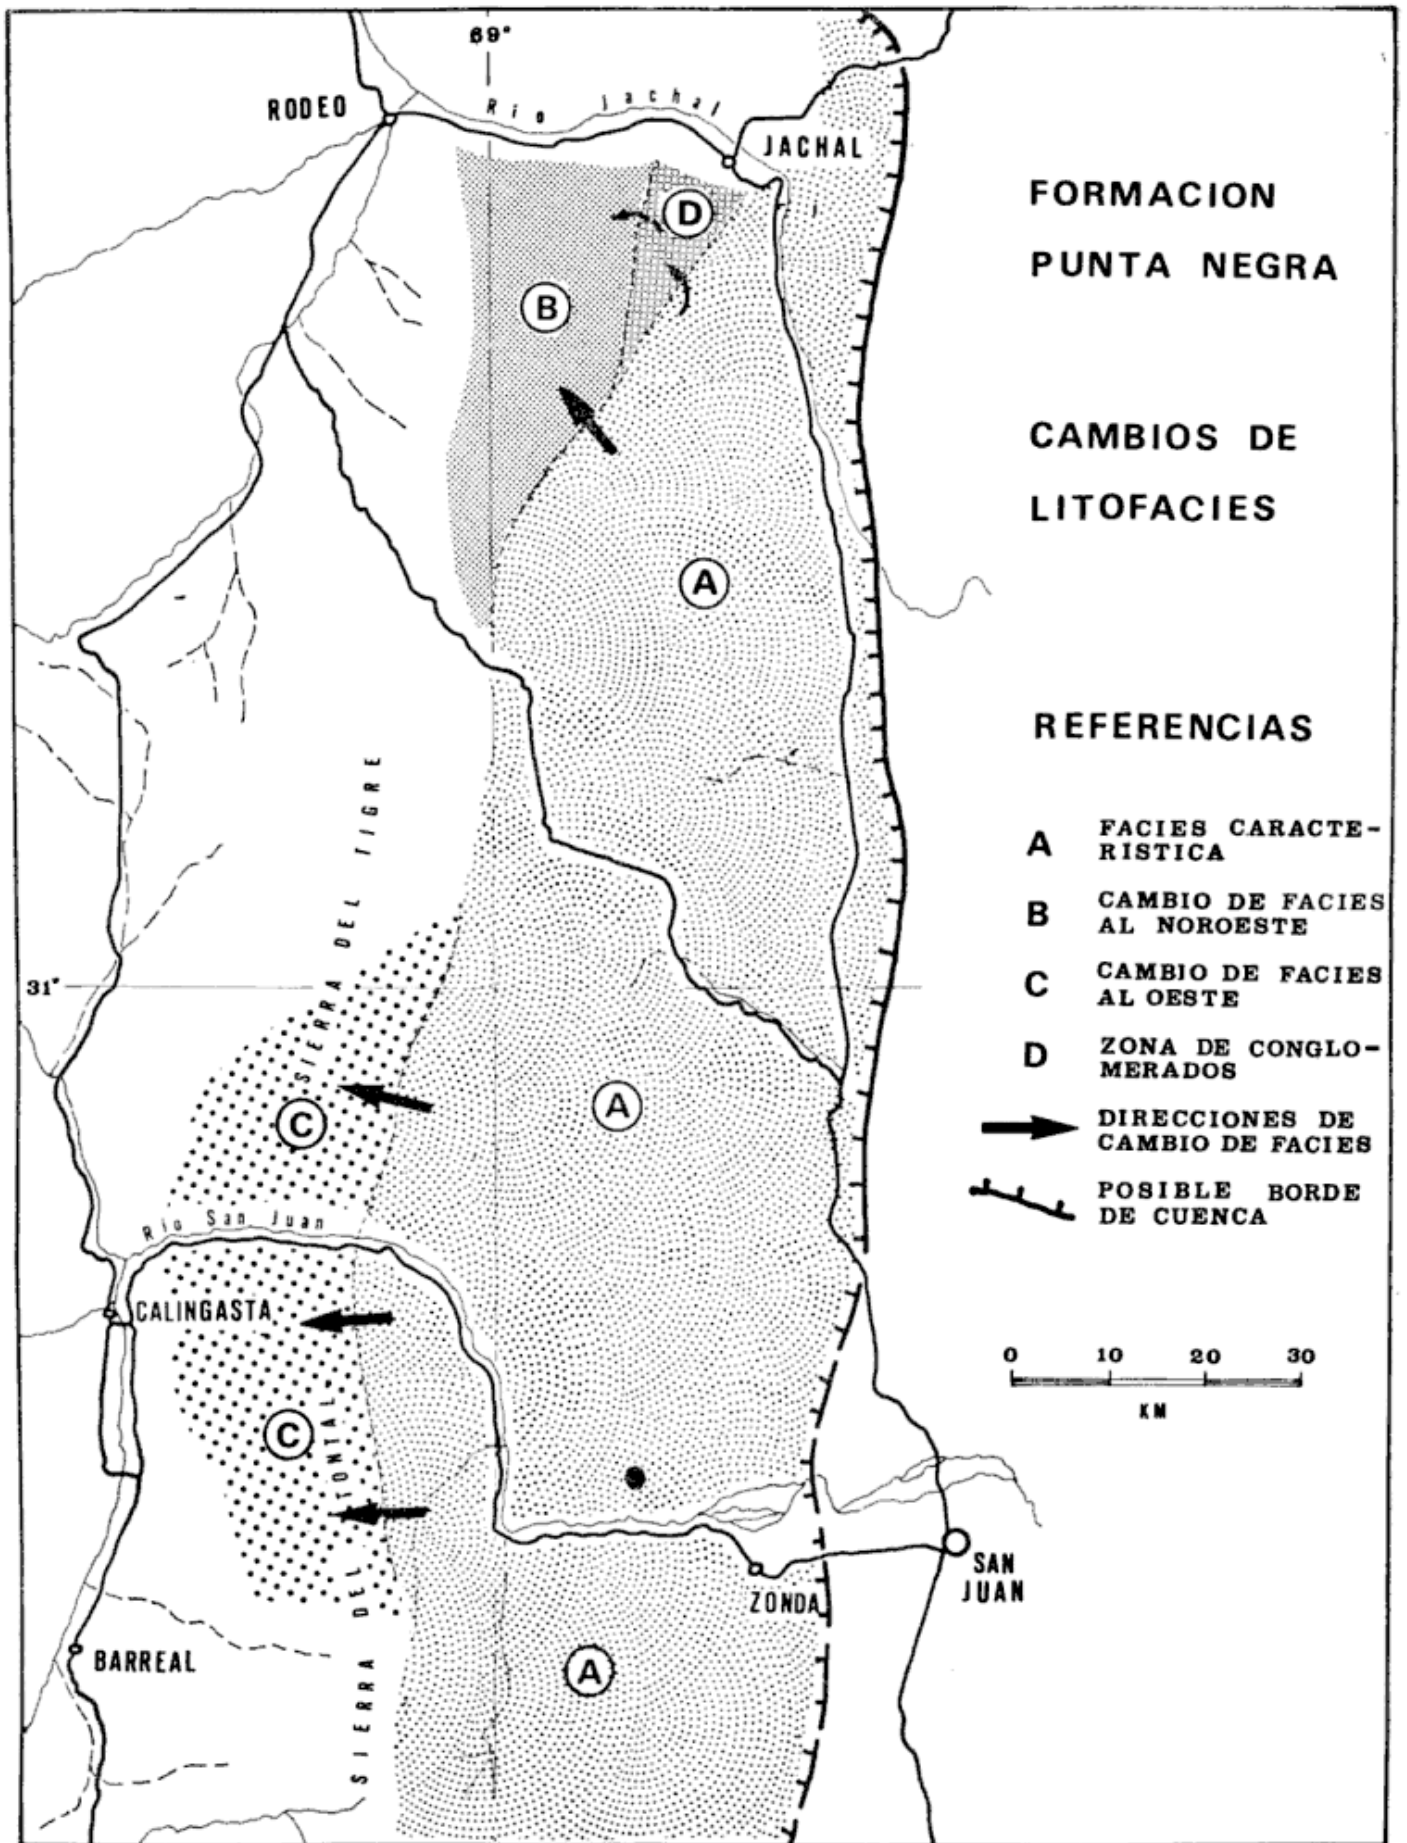 69°
RODEO
Río Jachal
JACHAL
D
B
A
SIERRA DEL TIGRE
31°
A
C
Río San Juan
CALINGASTA
C
SIERRA DEL TONTAL
SAN
JUAN
ZONDA
A
BARREAL
FORMACION
PUNTA NEGRA
CAMBIOS DE
LITOFACIES
REFERENCIAS
A FACIES CARACTE-
RISTICA
B CAMBIO DE FACIES
AL NOROESTE
C CAMBIO DE FACIES
AL OESTE
D ZONA DE CONGLO-
MERADOS
DIRECCIONES DE
CAMBIO DE FACIES
POSIBLE BORDE
DE CUENCA
0 10 20 30
KM